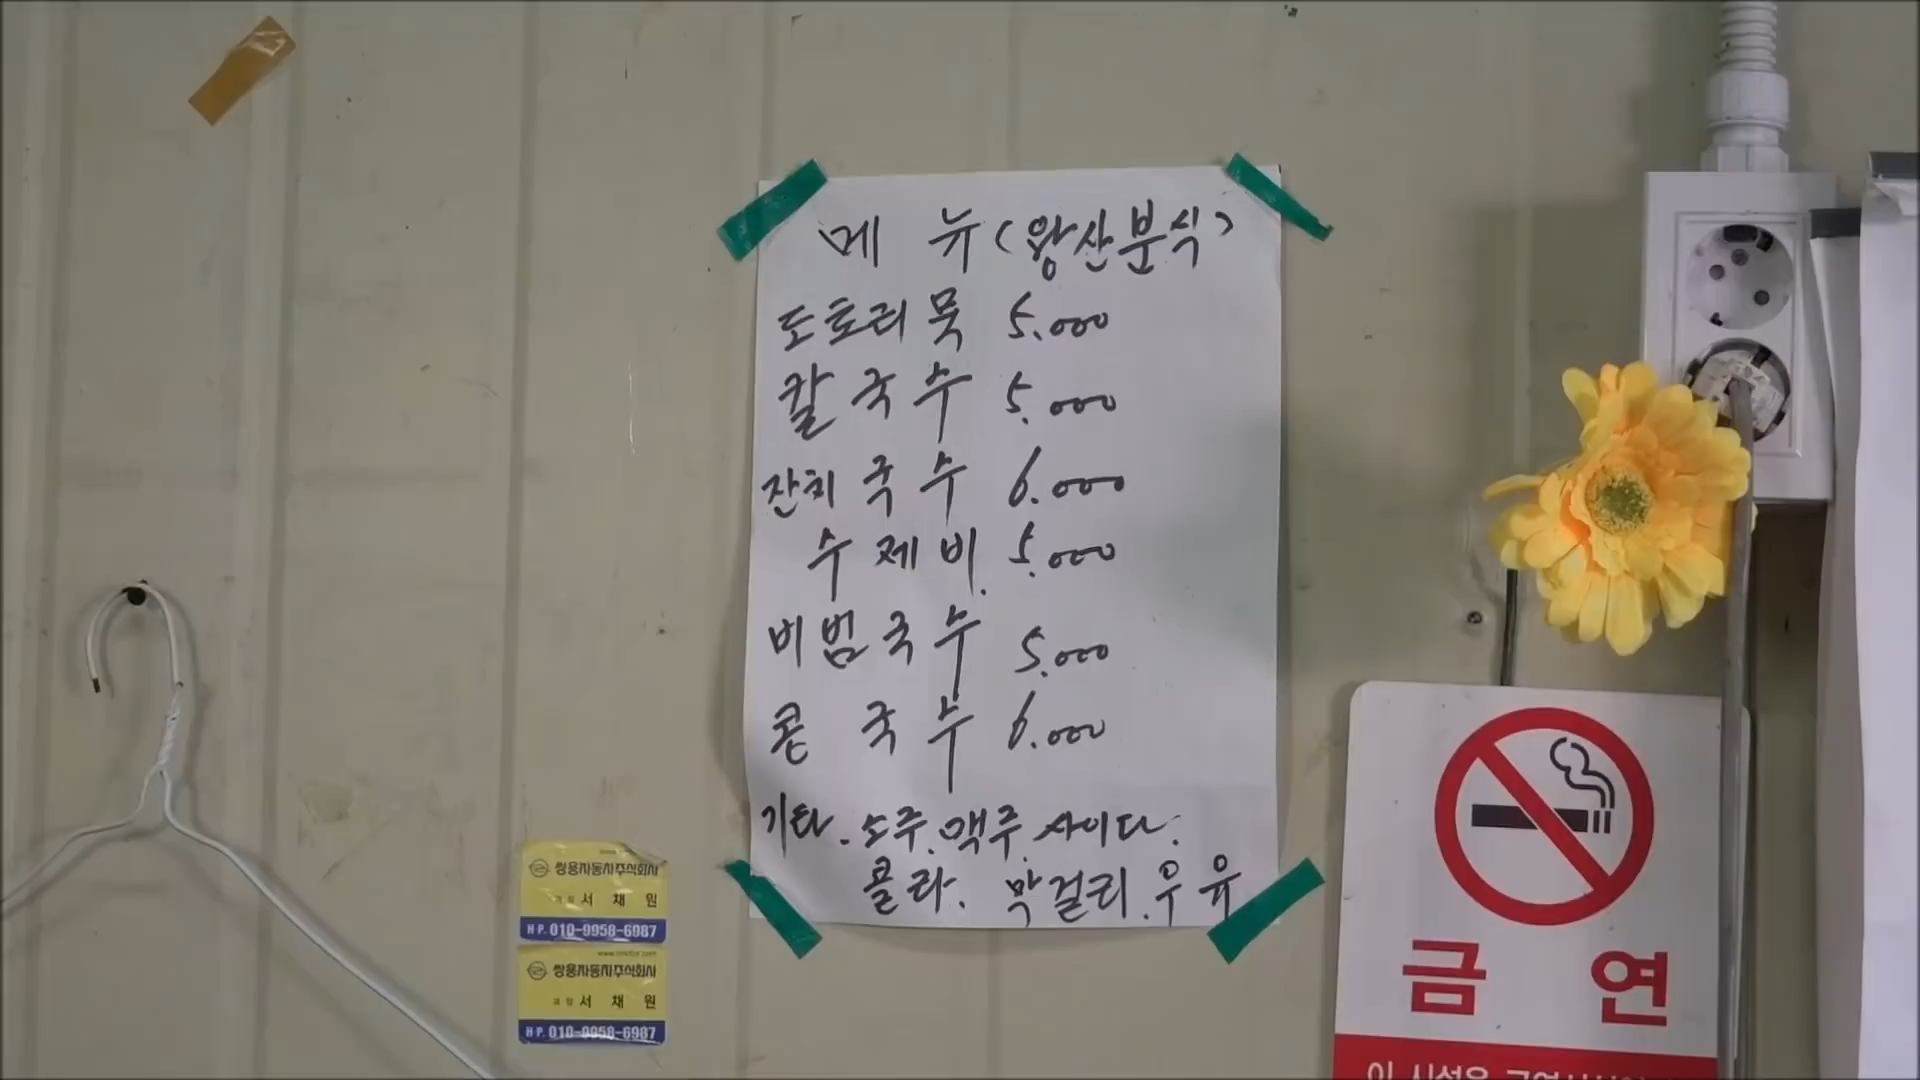 메 뉴(왕산분식)
도토리묵 5.000
칼국수 5.000
잔치국수 6.000
수제비. 5.000
비빔국수 5.000
콩 국수 6.000
기타. 소주. 맥주. 사이다.
콜라. 막걸리. 우유
쌍용자동차주식회사
서 채 원
HP. 010-9958-6987
쌍용자동차주식회사
서 채 원
HP. 010-9958-6987
금 연